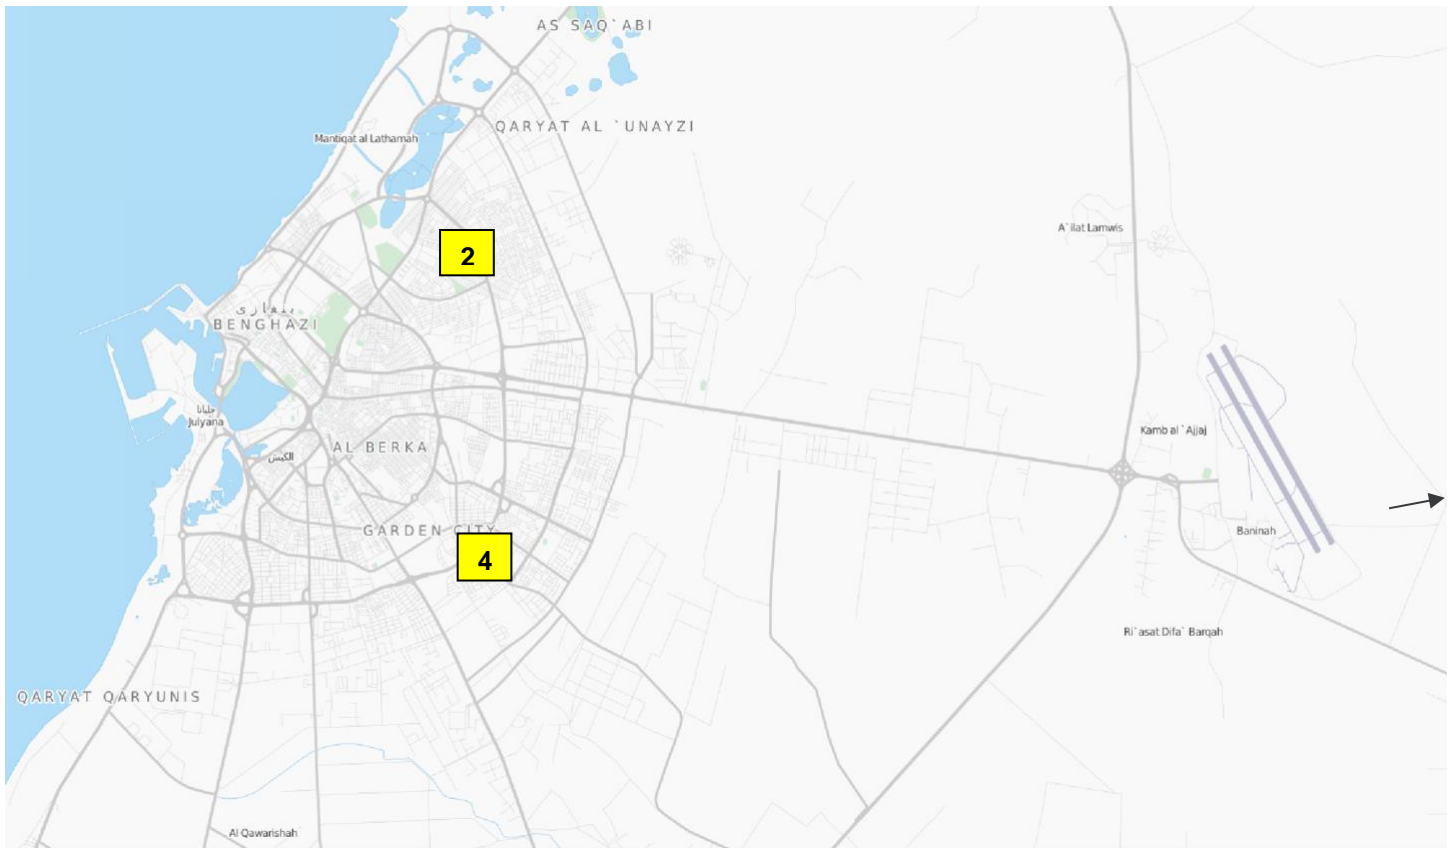 AS SAQ`ABI
QARYAT AL `UNAYZI
Mantiqat al Lathamah
A`ilat Lamwis
2
بنغازي
BENGHAZI
جليانا
Julyana
Kamb al `Ajjaj
AL BERKA
الكيش
GARDEN CITY
Baninah
4
Ri`asat Difa` Barqah
QARYAT QARYUNIS
Al Qawarishah